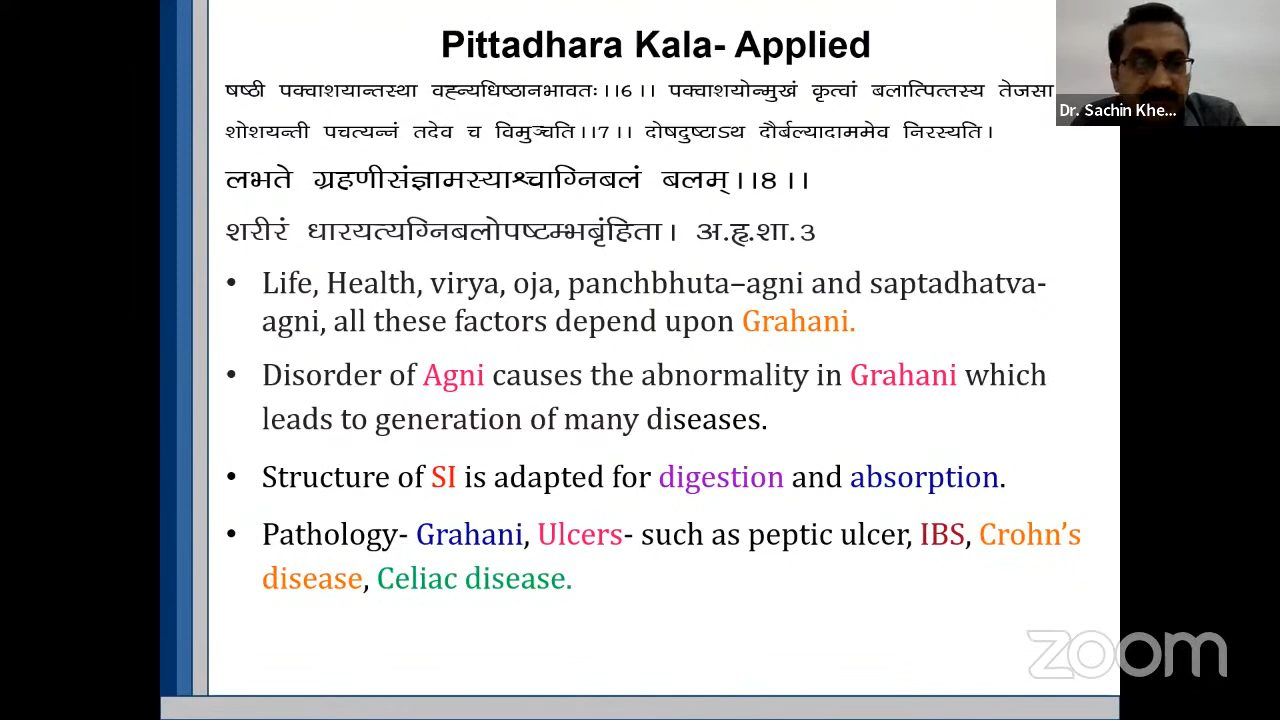 Pittadhara Kala- Applied
षष्ठी पक्वाशयान्तस्था वह्न्यधिष्ठानभावतः।।6।। पक्वाशयोन्मुखं कृत्वां बलात्पित्तस्य तेजसा
शोशयन्ती पचत्यन्नं तदेव च विमुञ्चति।।7।। दोषदुष्टाऽथ दौर्बल्यादाममेव निरस्यति।
लभते ग्रहणीसंज्ञामस्याश्चाग्निबलं बलम्।।४।।
शरीरं धारयत्यग्निबलोपष्टम्भबृंहिता। अ.हृ.शा.३
• Life, Health, virya, oja, panchbhuta–agni and saptadhatva-
agni, all these factors depend upon Grahani.
• Disorder of Agni causes the abnormality in Grahani which
leads to generation of many diseases.
• Structure of SI is adapted for digestion and absorption.
• Pathology- Grahani, Ulcers- such as peptic ulcer, IBS, Crohn's
disease, Celiac disease.
Dr. Sachin Khe...
zoom